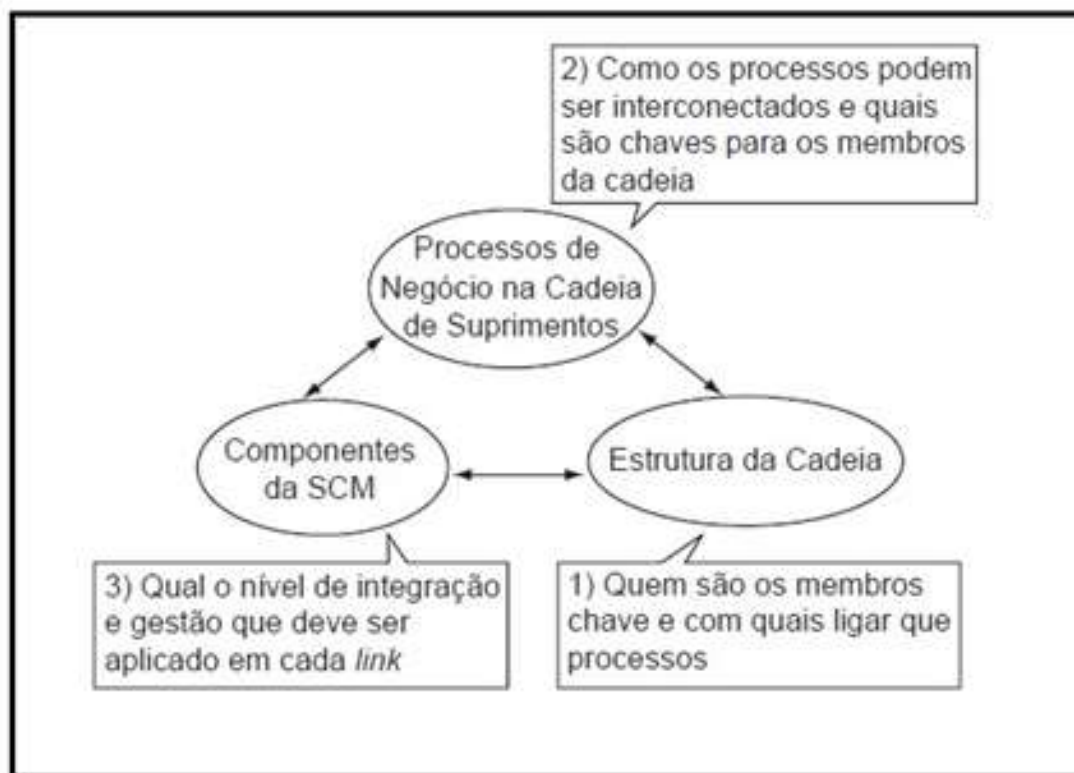 2) Como os processos podem
ser interconectados e quais
são chaves para os membros
da cadeia
Processos de
Negócio na Cadeia
de Suprimentos
Componentes
da SCM
Estrutura da Cadeia
3) Qual o nível de integração
e gestão que deve ser
aplicado em cada link
1) Quem são os membros
chave e com quais ligar que
processos